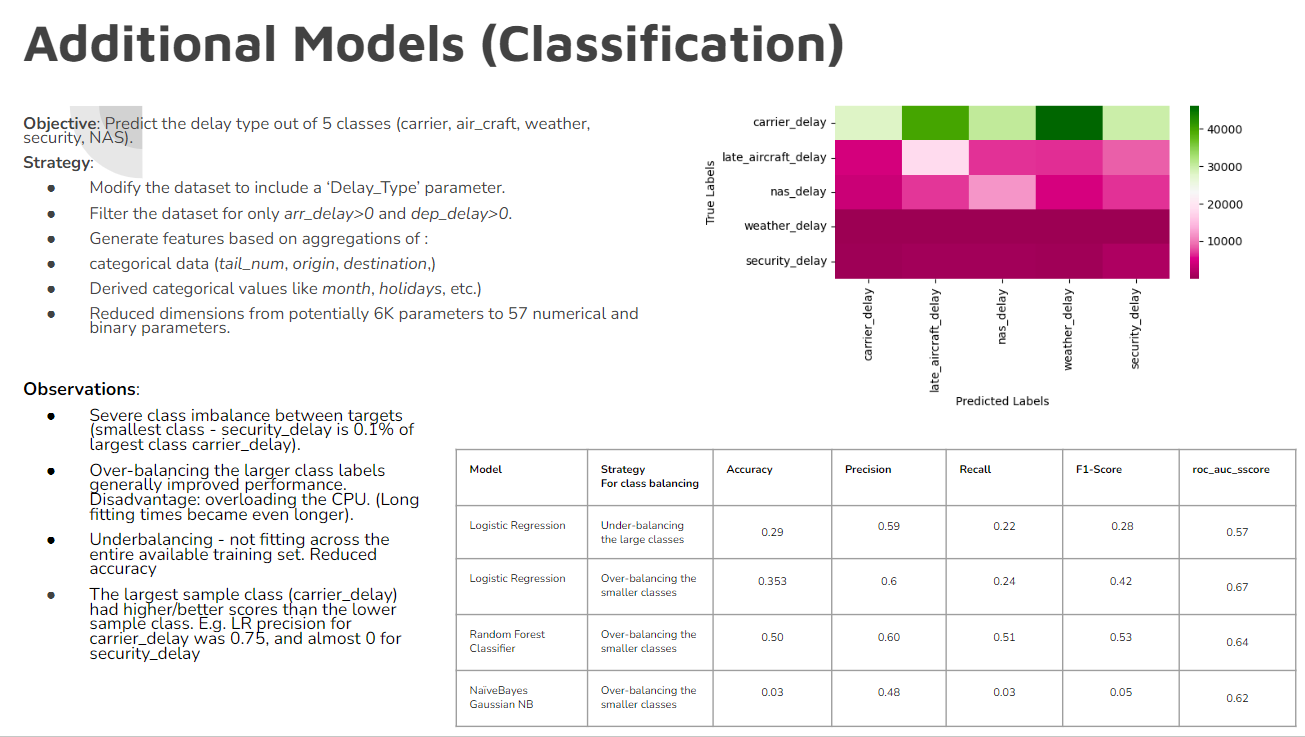 Additional Models (Classification)
Objective: Predict the delay type out of 5 classes (carrier, air_craft, weather,
security, NAS).
Strategy:
● Modify the dataset to include a ‘Delay_Type’ parameter.
● Filter the dataset for only arr_delay>0 and dep_delay>0.
● Generate features based on aggregations of :
● categorical data (tail_num, origin, destination,)
● Derived categorical values like month, holidays, etc.)
● Reduced dimensions from potentially 6K parameters to 57 numerical and
binary parameters.
Observations:
● Severe class imbalance between targets
(smallest class - security_delay is 0.1% of
largest class carrier_delay).
● Over-balancing the larger class labels
generally improved performance.
Disadvantage: overloading the CPU. (Long
fitting times became even longer).
● Underbalancing - not fitting across the
entire available training set. Reduced
accuracy
● The largest sample class (carrier_delay)
had higher/better scores than the lower
sample class. E.g. LR precision for
carrier_delay was 0.75, and almost 0 for
security_delay
True Labels
carrier_delay
late_aircraft_delay
nas_delay
weather_delay
security_delay
carrier_delay
late_aircraft_delay
nas_delay
weather_delay
security_delay
Predicted Labels
40000
30000
20000
10000
Model Strategy Accuracy Precision Recall F1-Score roc_auc_sscore
For class balancing
Logistic Regression Under-balancing 0.29 0.59 0.22 0.28 0.57
the large classes
Logistic Regression Over-balancing the 0.353 0.6 0.24 0.42 0.67
smaller classes
Random Forest Over-balancing the 0.50 0.60 0.51 0.53 0.64
Classifier smaller classes
NaïveBayes Over-balancing the 0.03 0.48 0.03 0.05 0.62
Gaussian NB smaller classes